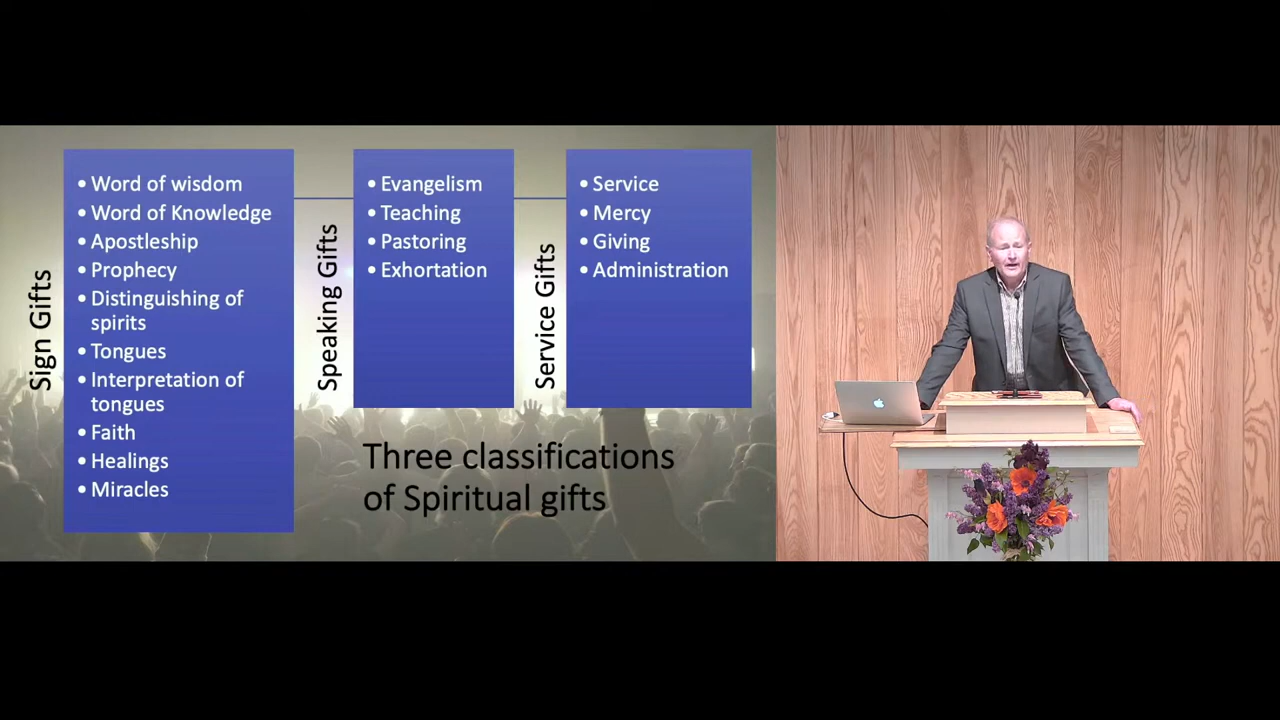 Sign Gifts
• Word of wisdom
• Word of Knowledge
• Apostleship
• Prophecy
• Distinguishing of
spirits
• Tongues
• Interpretation of
tongues
• Faith
• Healings
• Miracles
Speaking Gifts
• Evangelism
• Teaching
• Pastoring
• Exhortation
Service Gifts
• Service
• Mercy
• Giving
• Administration
Three classifications
of Spiritual gifts